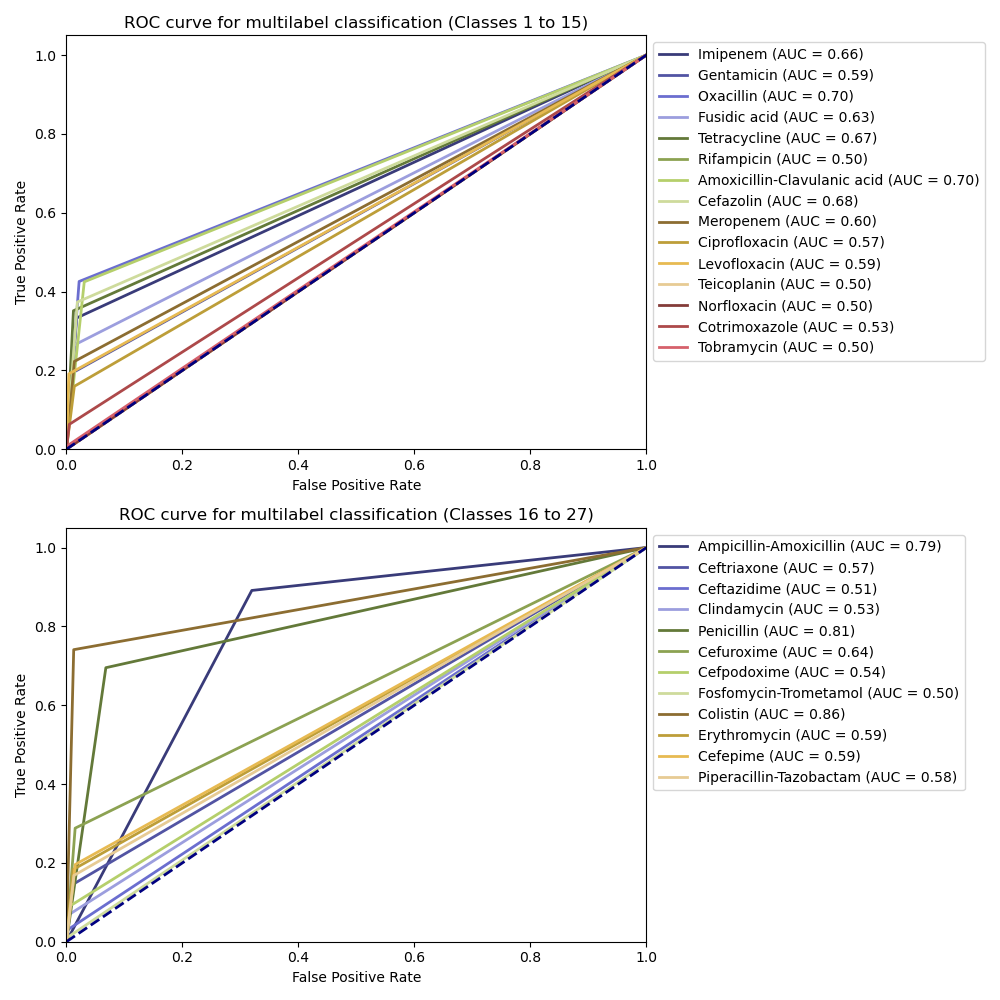 ROC curve for multilabel classification (Classes 1 to 15)
True Positive Rate
1.0
0.8
0.6
0.4
0.2
0.0
0.0 0.2 0.4 0.6 0.8 1.0
False Positive Rate
Imipenem (AUC = 0.66)
Gentamicin (AUC = 0.59)
Oxacillin (AUC = 0.70)
Fusidic acid (AUC = 0.63)
Tetracycline (AUC = 0.67)
Rifampicin (AUC = 0.50)
Amoxicillin-Clavulanic acid (AUC = 0.70)
Cefazolin (AUC = 0.68)
Meropenem (AUC = 0.60)
Ciprofloxacin (AUC = 0.57)
Levofloxacin (AUC = 0.59)
Teicoplanin (AUC = 0.50)
Norfloxacin (AUC = 0.50)
Cotrimoxazole (AUC = 0.53)
Tobramycin (AUC = 0.50)
ROC curve for multilabel classification (Classes 16 to 27)
True Positive Rate
1.0
0.8
0.6
0.4
0.2
0.0
0.0 0.2 0.4 0.6 0.8 1.0
False Positive Rate
Ampicillin-Amoxicillin (AUC = 0.79)
Ceftriaxone (AUC = 0.57)
Ceftazidime (AUC = 0.51)
Clindamycin (AUC = 0.53)
Penicillin (AUC = 0.81)
Cefuroxime (AUC = 0.64)
Cefpodoxime (AUC = 0.54)
Fosfomycin-Trometamol (AUC = 0.50)
Colistin (AUC = 0.86)
Erythromycin (AUC = 0.59)
Cefepime (AUC = 0.59)
Piperacillin-Tazobactam (AUC = 0.58)